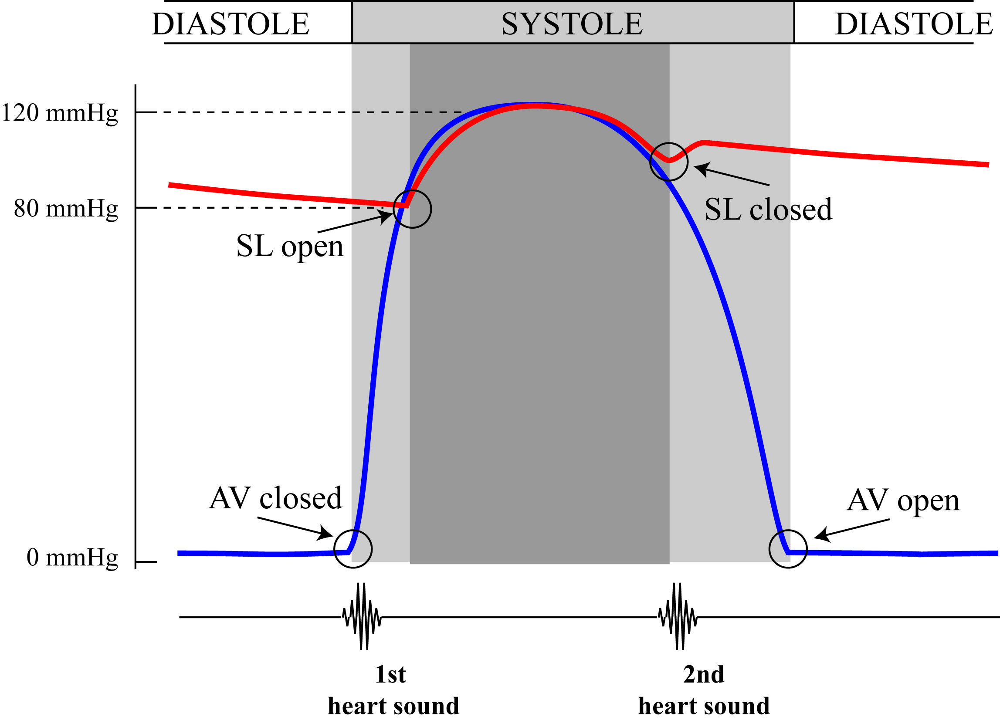 DIASTOLE SYSTOLE DIASTOLE
120 mmHg
80 mmHg
SL closed
SL open
AV closed
AV open
0 mmHg
1st
heart sound
2nd
heart sound